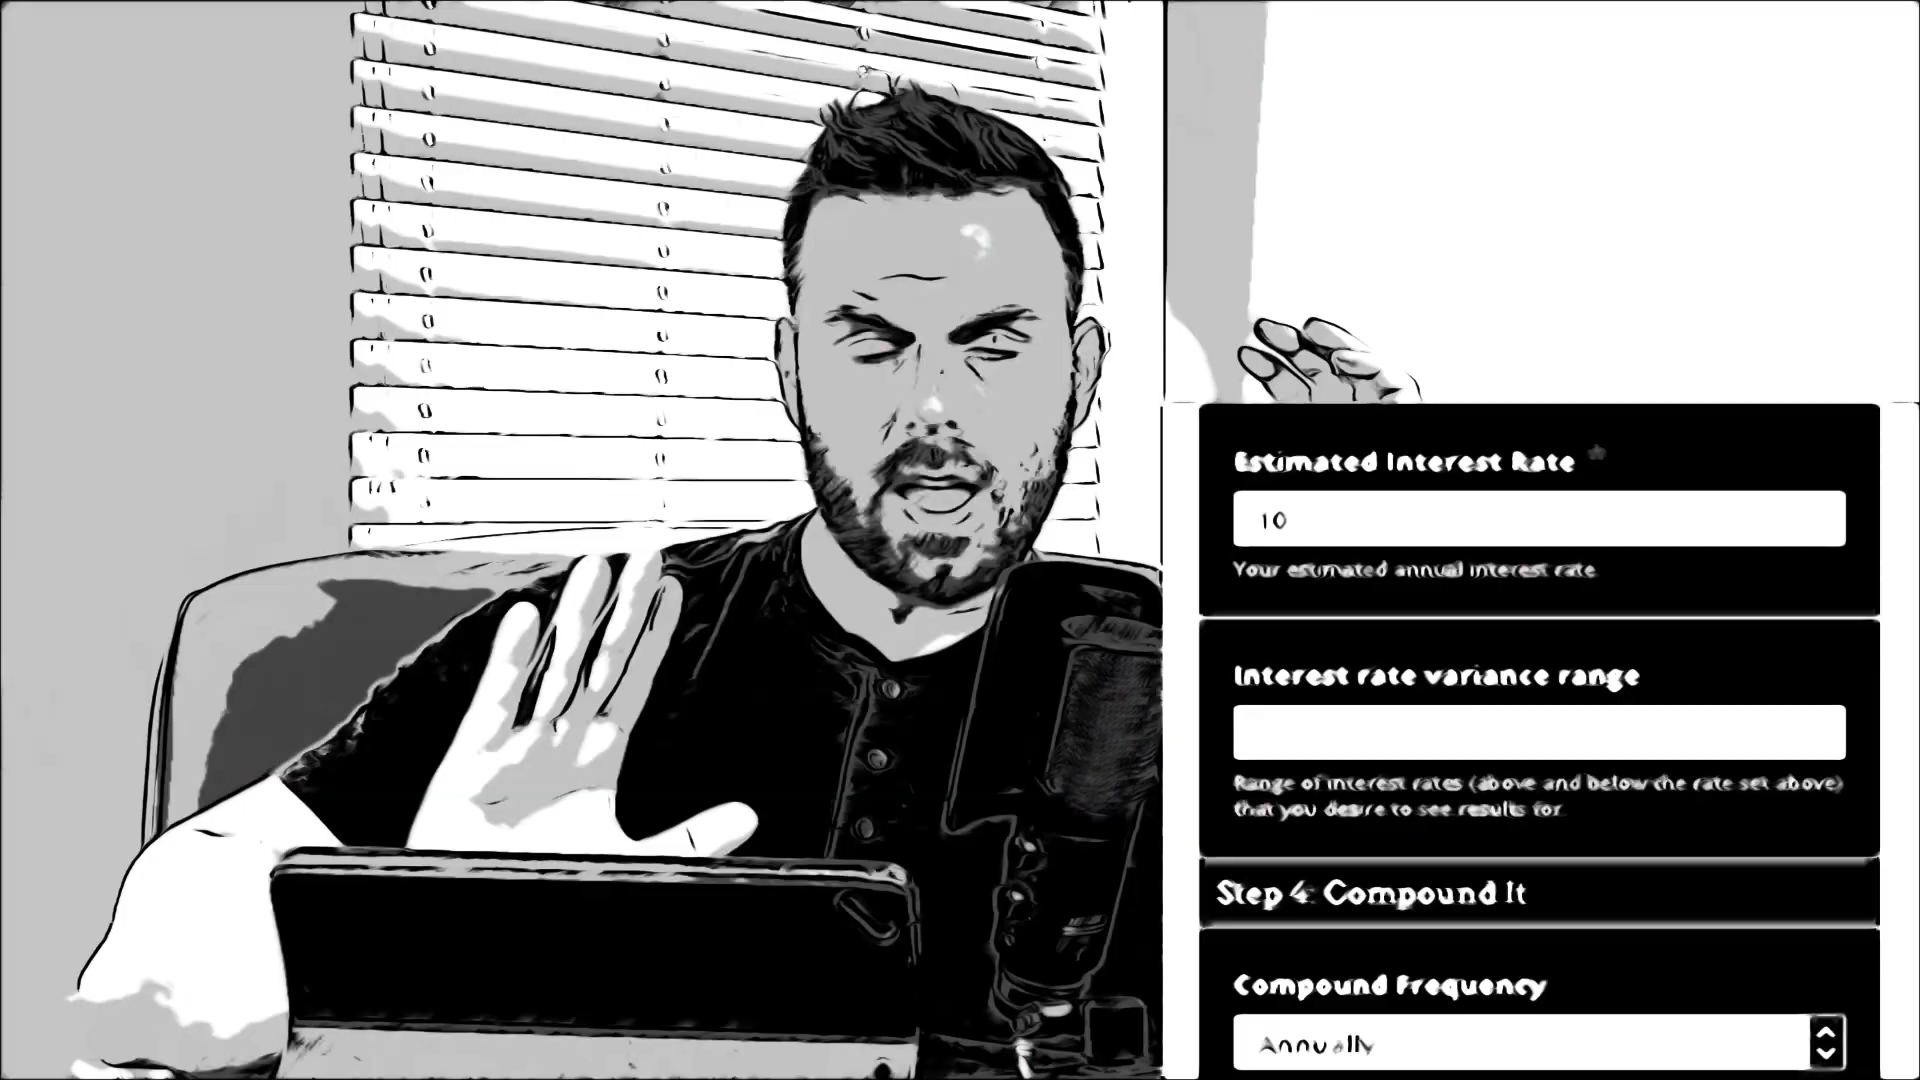 Estimated Interest Rate *
10
Your estimated annual interest rate
Interest rate variance range
Range of interest rates (above and below the rate set above)
that you desire to see results for
Step 4: Compound It
Compound Frequency
Annually